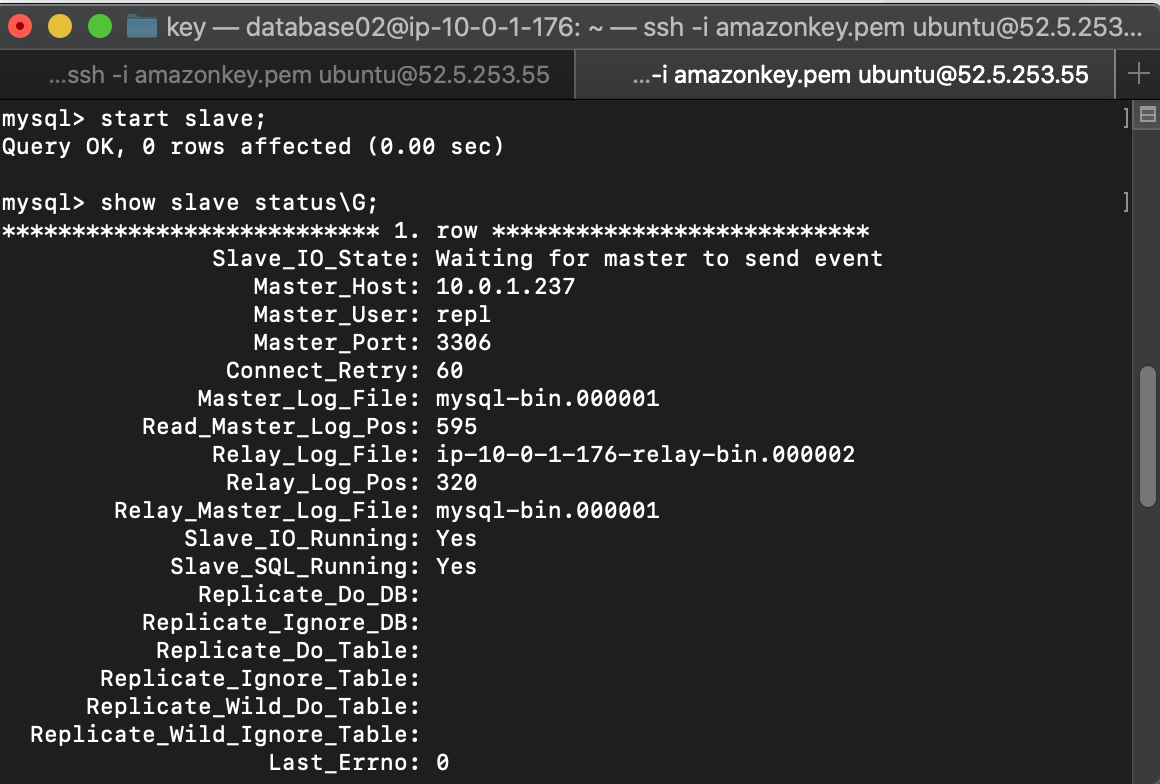 key — database02@ip-10-0-1-176: ~ — ssh -i amazonkey.pem ubuntu@52.5.253...
...ssh -i amazonkey.pem ubuntu@52.5.253.55
...-i amazonkey.pem ubuntu@52.5.253.55
mysql> start slave;
Query OK, 0 rows affected (0.00 sec)
mysql> show slave status\G;
*************************** 1. row ***************************
Slave_IO_State: Waiting for master to send event
Master_Host: 10.0.1.237
Master_User: repl
Master_Port: 3306
Connect_Retry: 60
Master_Log_File: mysql-bin.000001
Read_Master_Log_Pos: 595
Relay_Log_File: ip-10-0-1-176-relay-bin.000002
Relay_Log_Pos: 320
Relay_Master_Log_File: mysql-bin.000001
Slave_IO_Running: Yes
Slave_SQL_Running: Yes
Replicate_Do_DB:
Replicate_Ignore_DB:
Replicate_Do_Table:
Replicate_Ignore_Table:
Replicate_Wild_Do_Table:
Replicate_Wild_Ignore_Table:
Last_Errno: 0